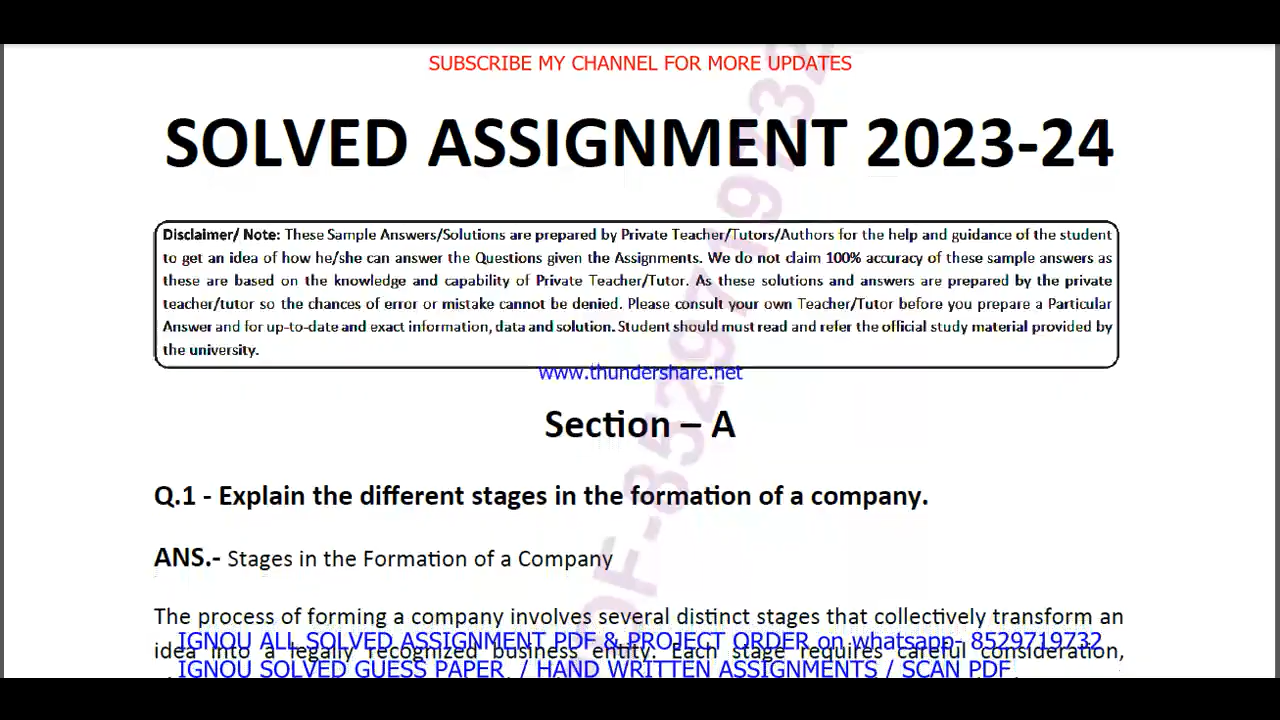 SUBSCRIBE MY CHANNEL FOR MORE UPDATES
SOLVED ASSIGNMENT 2023-24
Disclaimer/ Note: These Sample Answers/Solutions are prepared by Private Teacher/Tutors/Authors for the help and guidance of the student
to get an idea of how he/she can answer the Questions given the Assignments. We do not claim 100% accuracy of these sample answers as
these are based on the knowledge and capability of Private Teacher/Tutor. As these solutions and answers are prepared by the private
teacher/tutor so the chances of error or mistake cannot be denied. Please consult your own Teacher/Tutor before you prepare a Particular
Answer and for up-to-date and exact information, data and solution. Student should must read and refer the official study material provided by
the university.
www.thundershare.net
Section – A
Q.1 - Explain the different stages in the formation of a company.
ANS.- Stages in the Formation of a Company
The process of forming a company involves several distinct stages that collectively transform an
IGNOU ALL SOLVED ASSIGNMENT PDF & PROJECT ORDER on whatsapp- 8529719732
idea into a legally recognized business entity. Each stage requires careful consideration,
IGNOU SOLVED GUESS PAPER / HAND WRITTEN ASSIGNMENTS / SCAN PDF